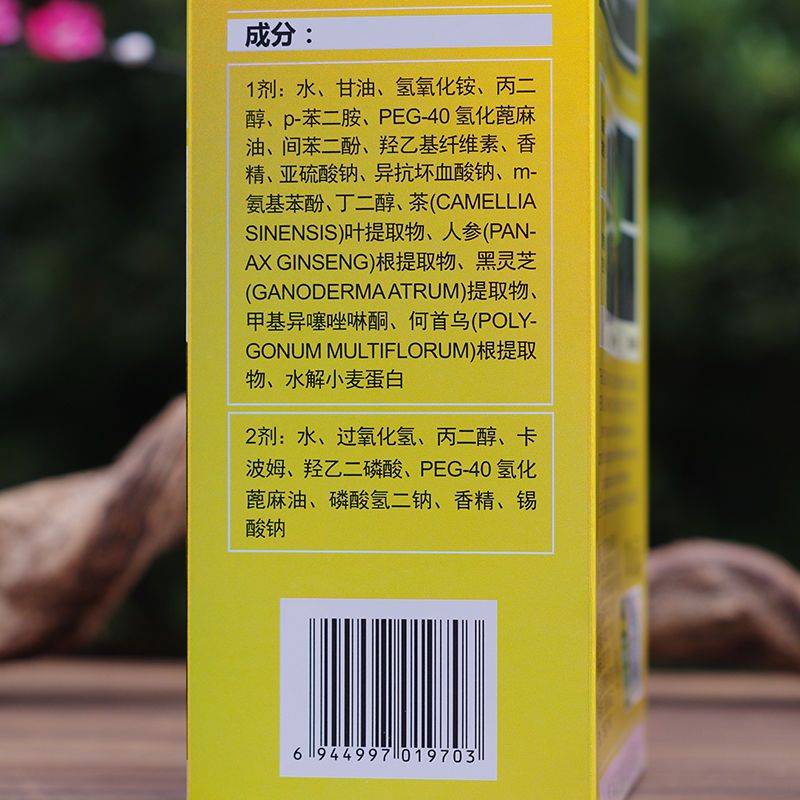 成分：
1剂：水、甘油、氢氧化铵、丙二
醇、p-苯二胺、PEG-40 氢化蓖麻
油、间苯二酚、羟乙基纤维素、香
精、亚硫酸钠、异抗坏血酸钠、m-
氨基苯酚、丁二醇、茶(CAMELLIA
SINENSIS)叶提取物、人参(PAN-
AX GINSENG)根提取物、黑灵芝
(GANODERMA ATRUM)提取物、
甲基异噻唑啉酮、何首乌(POLY-
GONUM MULTIFLORUM)根提取
物、水解小麦蛋白
2剂：水、过氧化氢、丙二醇、卡
波姆、羟乙二磷酸、PEG-40 氢化
蓖麻油、磷酸氢二钠、香精、锡
酸钠
6 944997 019703